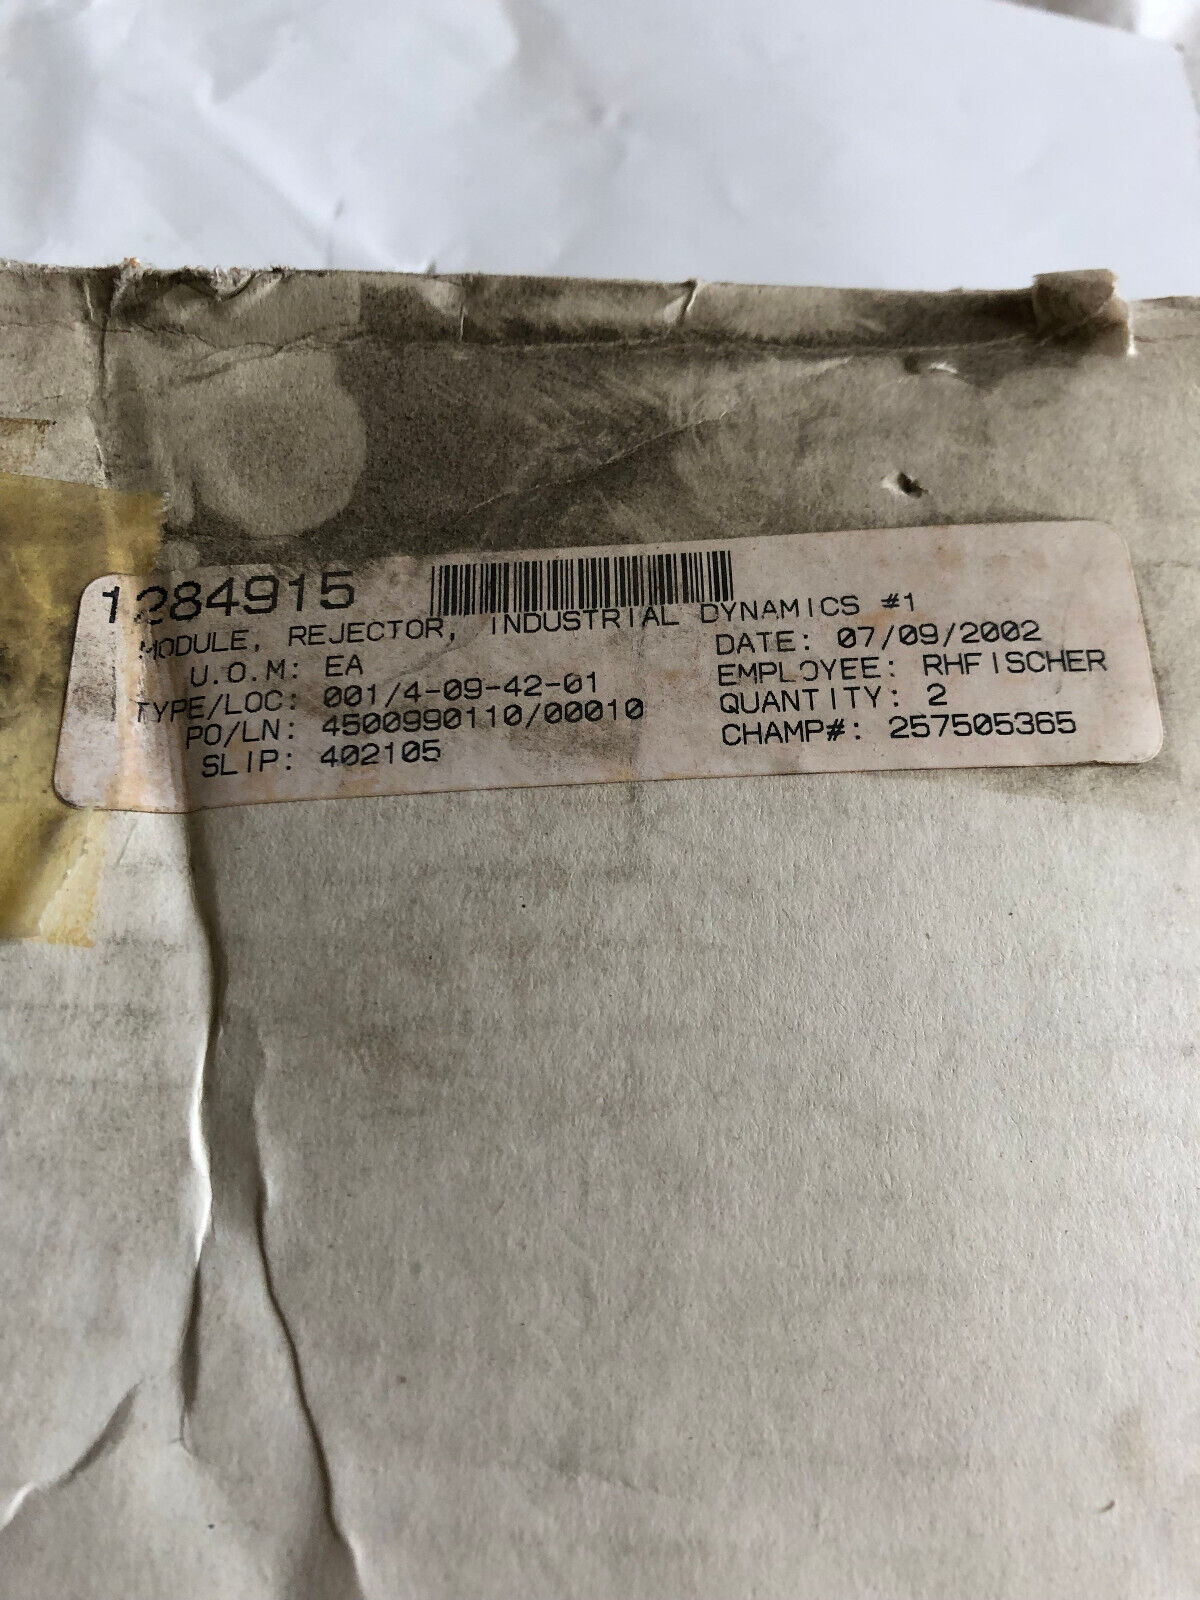 1284915
MODULE, REJECTOR, INDUSTRIAL DYNAMICS #1
U.O.M: EA DATE: 07/09/2002
TYPE/LOC: 001/4-09-42-01 EMPLOYEE: RHFISCHER
PO/LN: 4500990110/00010 QUANTITY: 2
SLIP: 402105 CHAMP#: 257505365